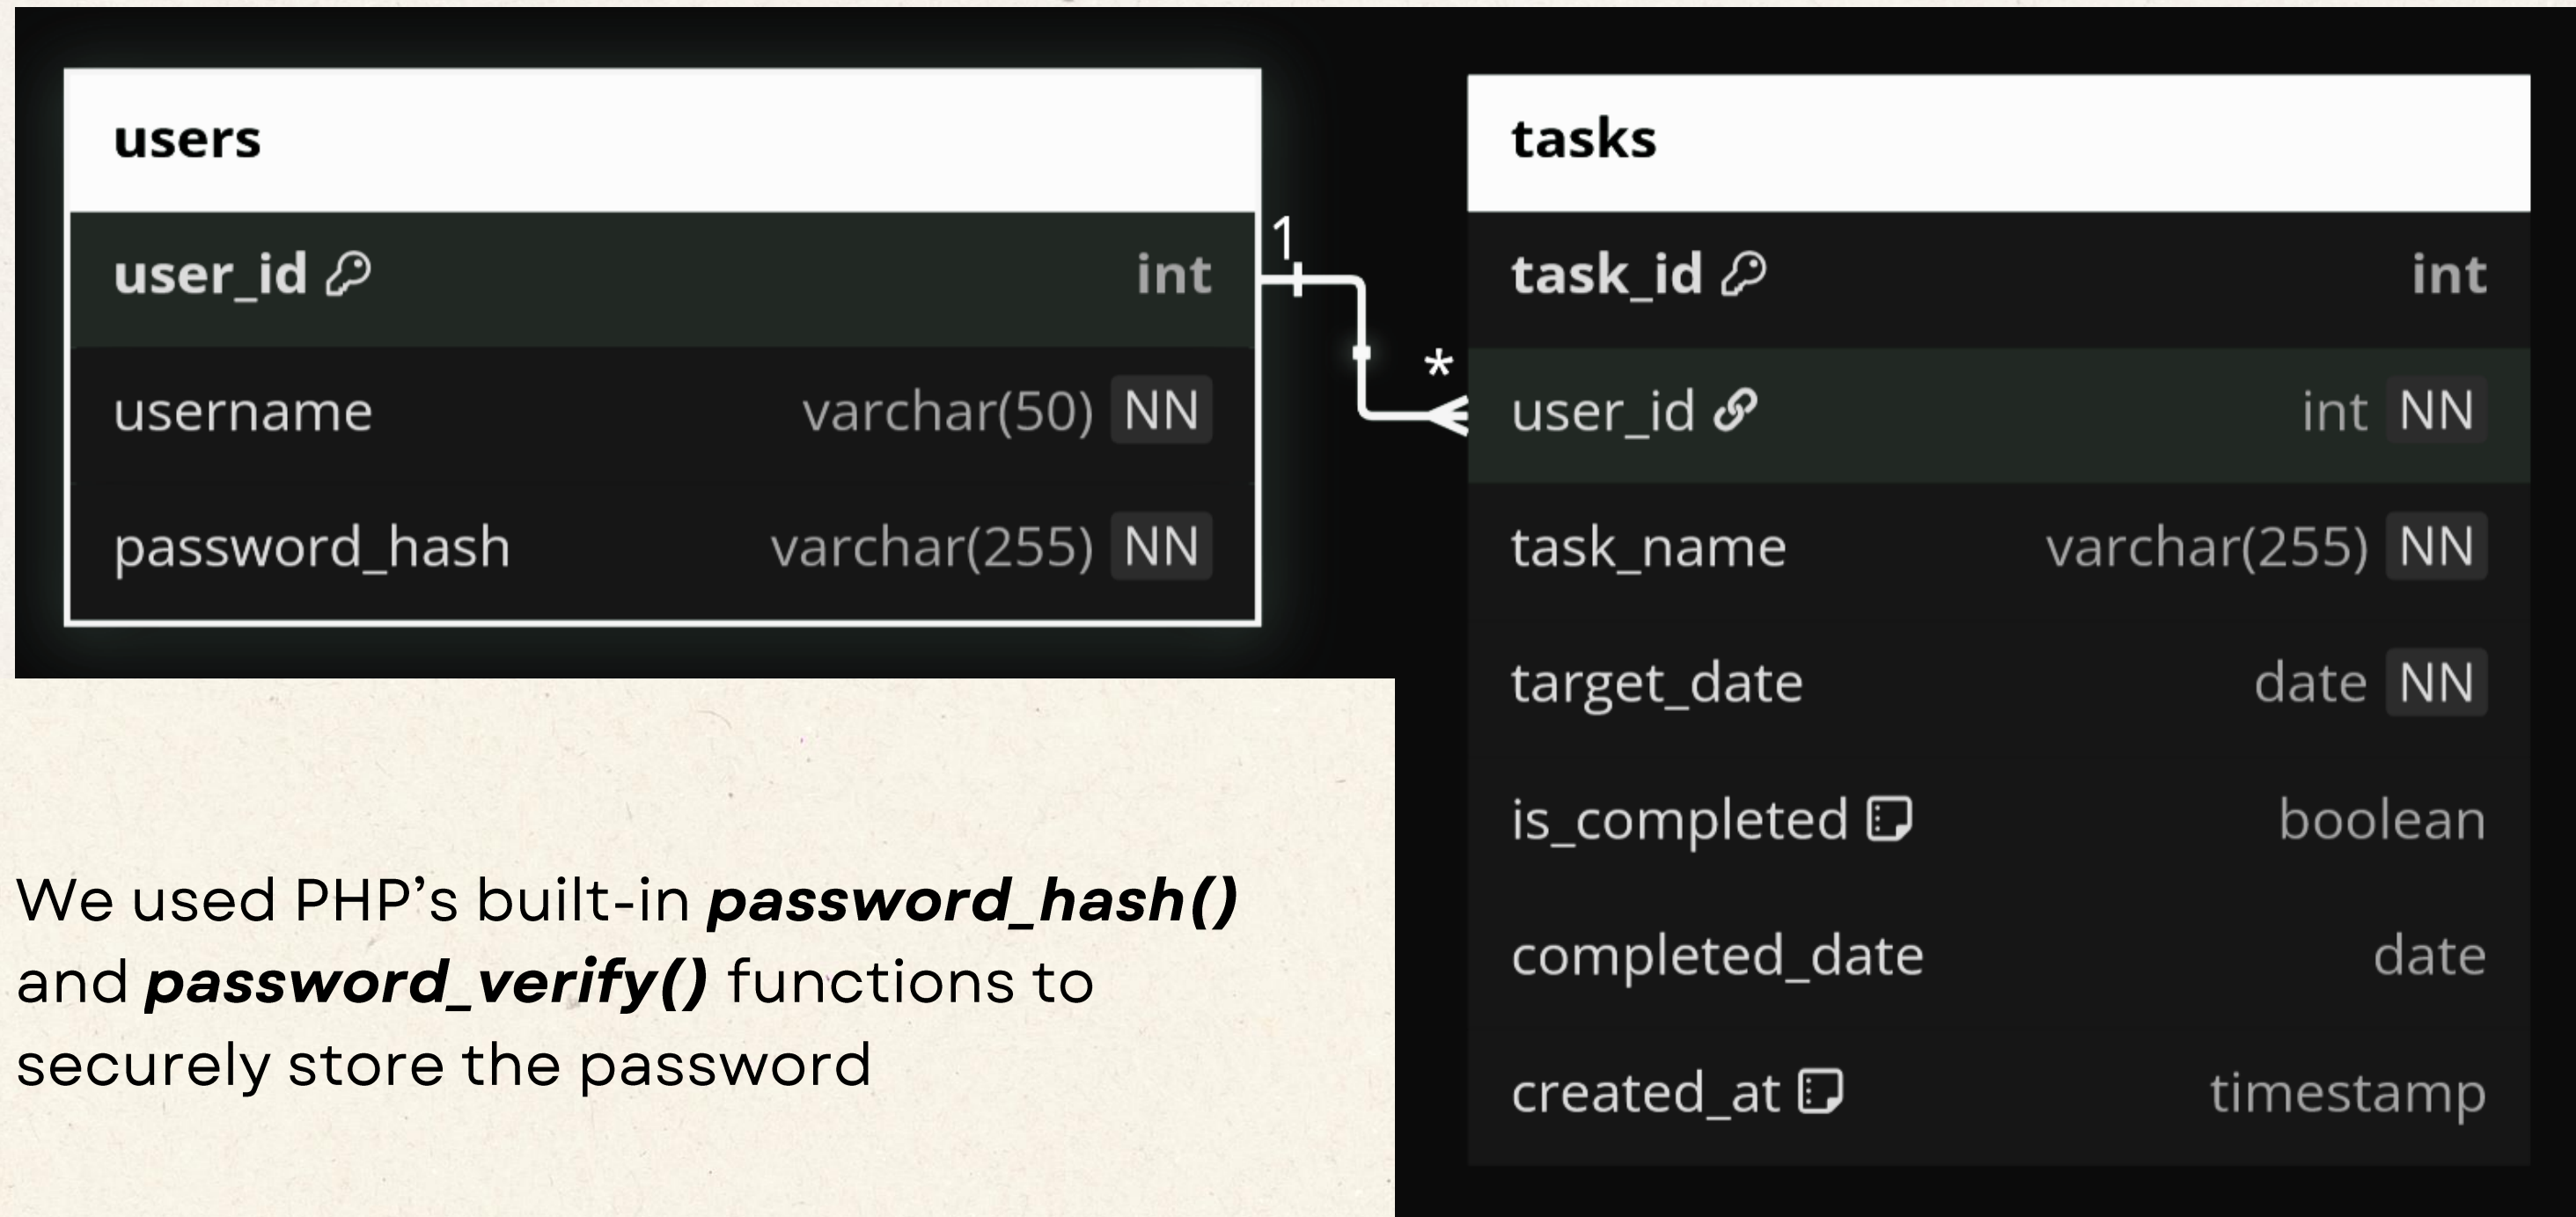 users
user_id int
username varchar(50) NN
password_hash varchar(255) NN
1
*
tasks
task_id int
user_id int NN
task_name varchar(255) NN
target_date date NN
is_completed boolean
completed_date date
created_at timestamp
We used PHP’s built-in password_hash()
and password_verify() functions to
securely store the password